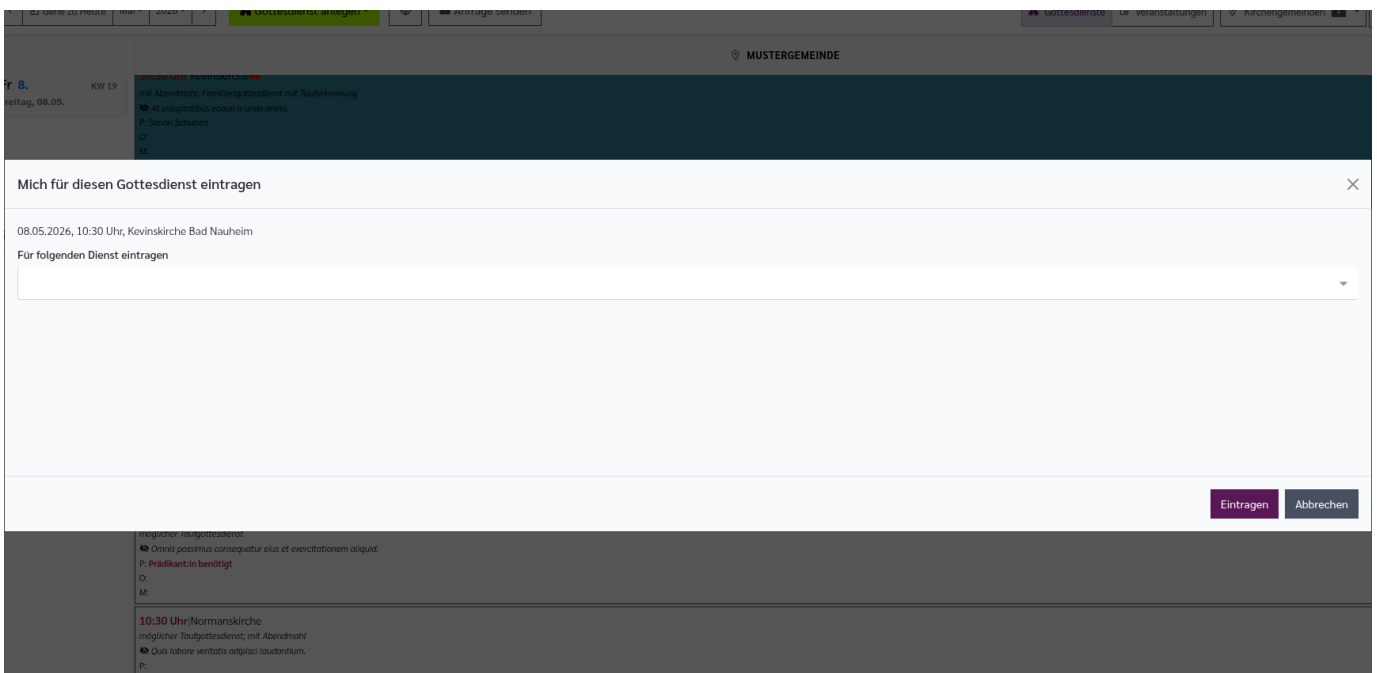 Gehe zu Heute Mai 2026 Gottesdienst anlegen Anfrage senden Gottesdienste Veranstaltungen Kirchengemeinden
MUSTERGEMEINDE
Fr 8. KW 19
Freitag, 08.05.
10:30 Uhr Kevinskirche
mit Abendmahl; Familiengottesdienst mit Tauferinnerung
At voluptatibus eaque a unde animi.
P: Simon Schubert
O:
M:
Mich für diesen Gottesdienst eintragen
08.05.2026, 10:30 Uhr, Kevinskirche Bad Nauheim
Für folgenden Dienst eintragen
Eintragen Abbrechen
möglicher Taufgottesdienst
Omnis possimus consequatur eius et exercitationem aliquid.
P: Prädikant:in benötigt
O:
M:
10:30 Uhr|Normanskirche
möglicher Taufgottesdienst; mit Abendmahl
Quis labore veritatis adipisci laudantium.
P: